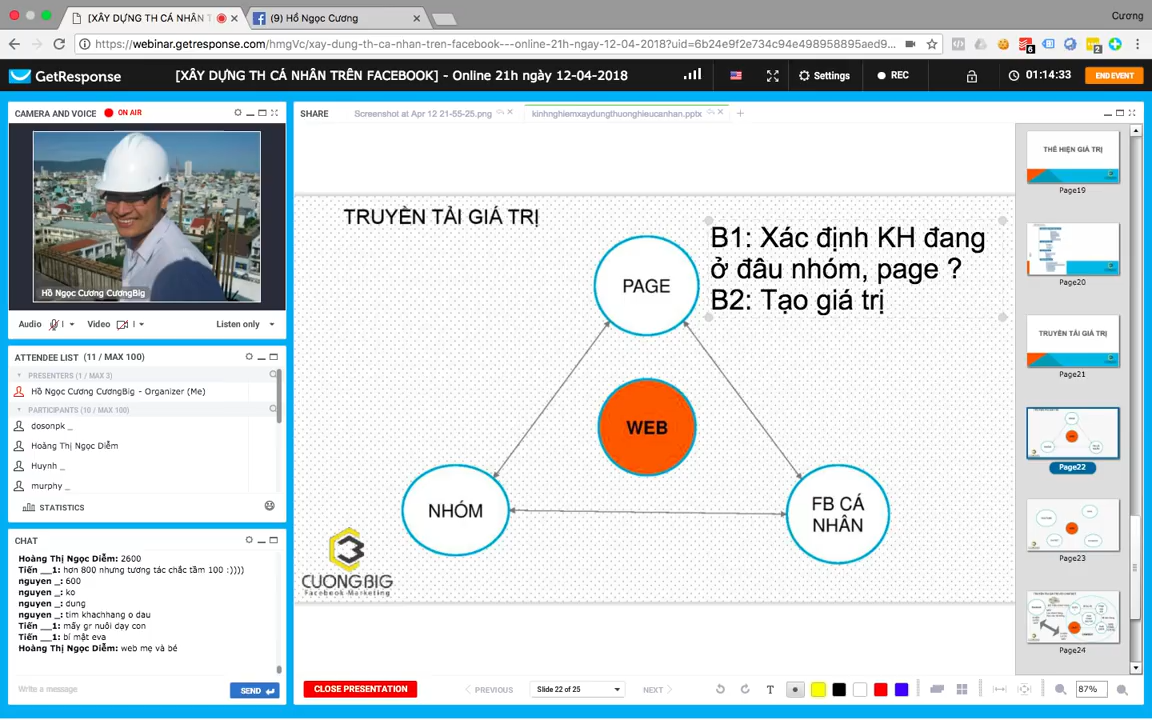 [XÂY DỰNG TH CÁ NHÂN T
(9) Hồ Ngọc Cương
Cương
https://webinar.getresponse.com/hmgVc/xay-dung-th-ca-nhan-tren-facebook---online-21h-ngay-12-04-2018?uid=6b24e9f2e734c94e498958895aed9...
6
2
GetResponse
[XÂY DỰNG TH CÁ NHÂN TRÊN FACEBOOK] - Online 21h ngày 12-04-2018
Settings
REC
01:14:33
END EVENT
CAMERA AND VOICE
ON AIR
Hồ Ngọc Cương CươngBig
Audio
Video
Listen only
ATTENDEE LIST (11 / MAX 100)
PRESENTERS (1 / MAX 3)
Hồ Ngọc Cương CươngBig - Organizer (Me)
PARTICIPANTS (10 / MAX 100)
dosonpk _
Hoàng Thị Ngọc Diễm
Huynh _
murphy _
STATISTICS
CHAT
Hoàng Thị Ngọc Diễm: 2600
Tiến __1: hơn 800 nhưng tương tác chắc tầm 100 :))))
nguyen _: 600
nguyen _: ko
nguyen _: dung
nguyen _: tim khachhang o dau
Tiến __1: mấy gr nuôi dạy con
Tiến __1: bí mật eva
Hoàng Thị Ngọc Diễm: web mẹ và bé
Write a message
SEND
SHARE
Screenshot at Apr 12 21-55-25.png
kinhnghiemxaydungthuonghieucanhan.pptx
TRUYỀN TẢI GIÁ TRỊ
B1: Xác định KH đang
ở đâu nhóm, page ?
B2: Tạo giá trị
PAGE
WEB
NHÓM
FB CÁ
NHÂN
CUONGBIG
Facebook Marketing
CLOSE PRESENTATION
PREVIOUS
Slide 22 of 25
NEXT
T
87%
THỂ HIỆN GIÁ TRỊ
Page19
Page20
TRUYỀN TẢI GIÁ TRỊ
Page21
Page22
Page23
Page24